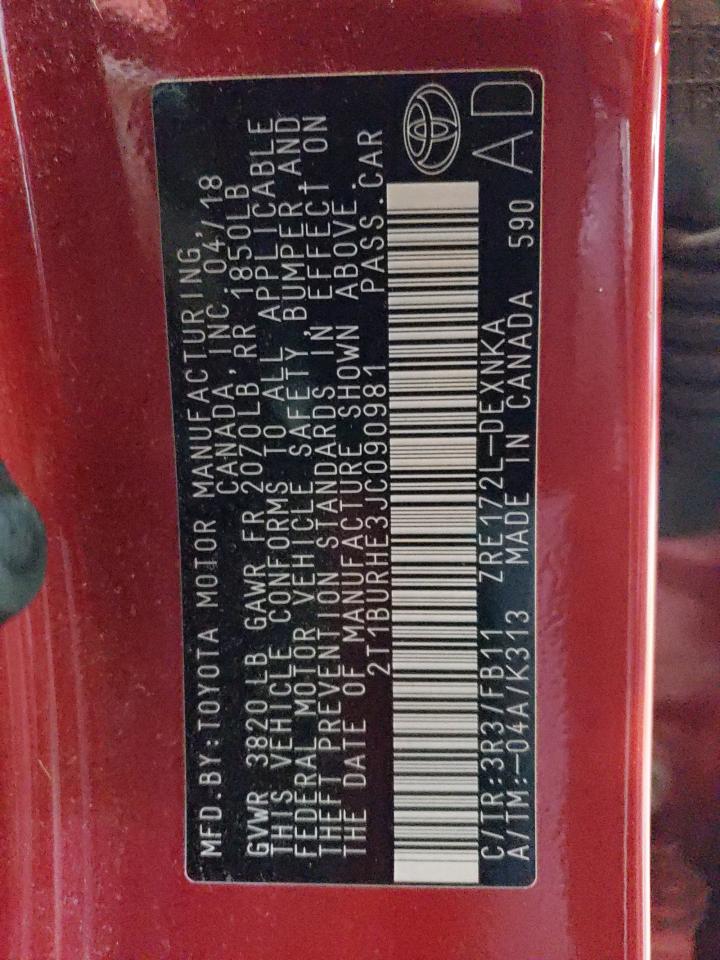 MFD.BY:TOYOTA MOTOR MANUFACTURING,
CANADA,INC.04/18
GVWR 3820 LB GAWR FR 2070LB,RR 1850LB
THIS VEHICLE CONFORMS TO ALL APPLICABLE
FEDERAL MOTOR VEHICLE SAFETY,BUMPER,AND
THEFT PREVENTION STANDARDS IN EFFECT ON
THE DATE OF MANUFACTURE SHOWN ABOVE.
2T1BURHE3JC090981 PASS.CAR
C/TR:3R3/FB11 ZRE172L-DEXNKA
A/TM:-04A/K313 MADE IN CANADA 590
AD